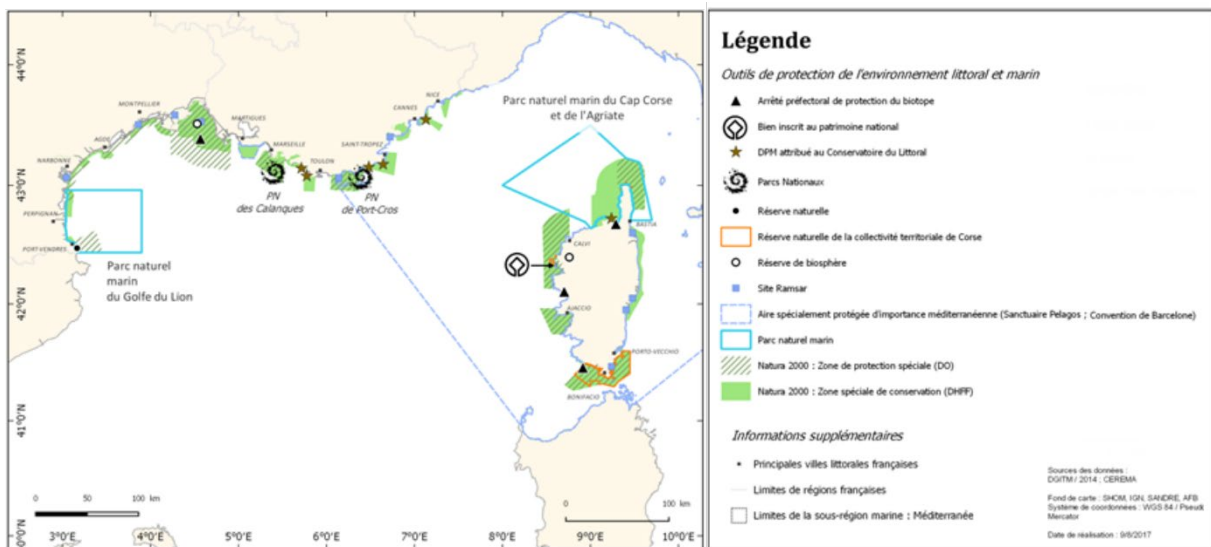 44°0'N
43°0'N
42°0'N
41°0'N
40°0'N
MONTPELLIER
AGDE
NARBONNE
PERPIGNAN
PORT-VENDRES
MARTIGUES
MARSEILLE
TOULON
SAINT-TROPEZ
CANNES
NICE
PN
des Calanques
PN
de Port-Cros
Parc naturel
marin
du Golfe du Lion
Parc naturel marin du Cap Corse
et de l'Agriate
BASTIA
CALVI
AJACCIO
PORTO-VECCHIO
BONIFACIO
0 50 100 km
0 100 km
3°0'E 4°0'E 5°0'E 6°0'E 7°0'E 8°0'E 9°0'E 10°0'E
Légende
Outils de protection de l'environnement littoral et marin
Arrêté préfectoral de protection du biotope
Bien inscrit au patrimoine national
DPM attribué au Conservatoire du Littoral
Parcs Nationaux
Réserve naturelle
Réserve naturelle de la collectivité territoriale de Corse
Réserve de biosphère
Site Ramsar
Aire spécialement protégée d'importance méditerranéenne (Sanctuaire Pelagos ; Convention de Barcelone)
Parc naturel marin
Natura 2000 : Zone de protection spéciale (DO)
Natura 2000 : Zone spéciale de conservation (DHFF)
Informations supplémentaires
Principales villes littorales françaises
Limites de régions françaises
Limites de la sous-région marine : Méditerranée
Sources des données :
DGITM / 2014 ; CEREMA
Fond de carte : SHOM, IGN, SANDRE, AFB
Système de coordonnées : WGS 84 / Pseudo
Mercator
Date de réalisation : 9/8/2017